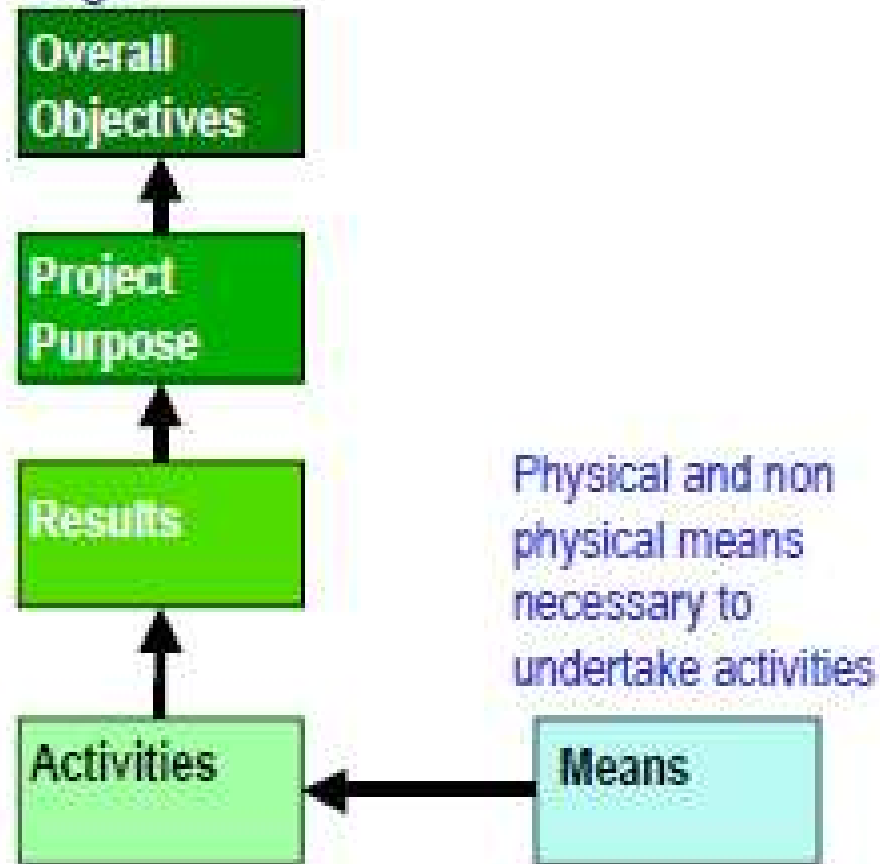 Overall
Objectives
Project
Purpose
Results
Physical and non
physical means
necessary to
undertake activities
Activities
Means